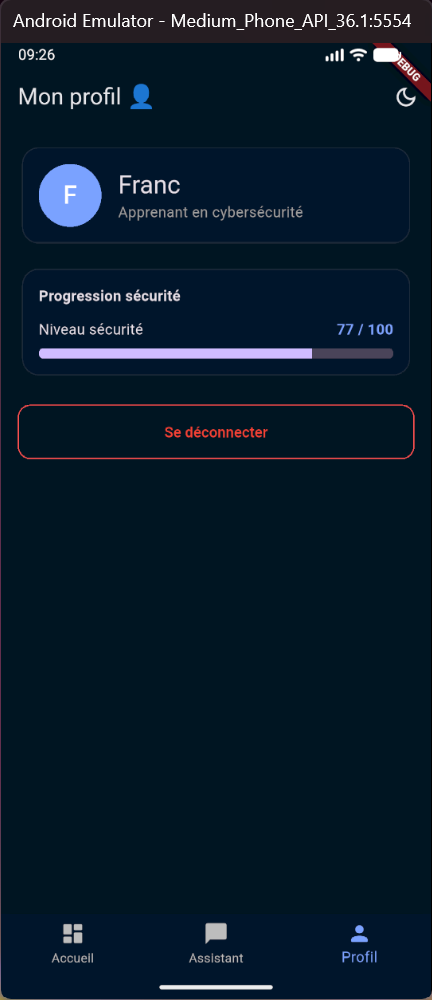 Android Emulator - Medium_Phone_API_36.1:5554
09:26
Mon profil 👤
F
Franc
Apprenant en cybersécurité
Progression sécurité
Niveau sécurité 77 / 100
Se déconnecter
Accueil Assistant Profil